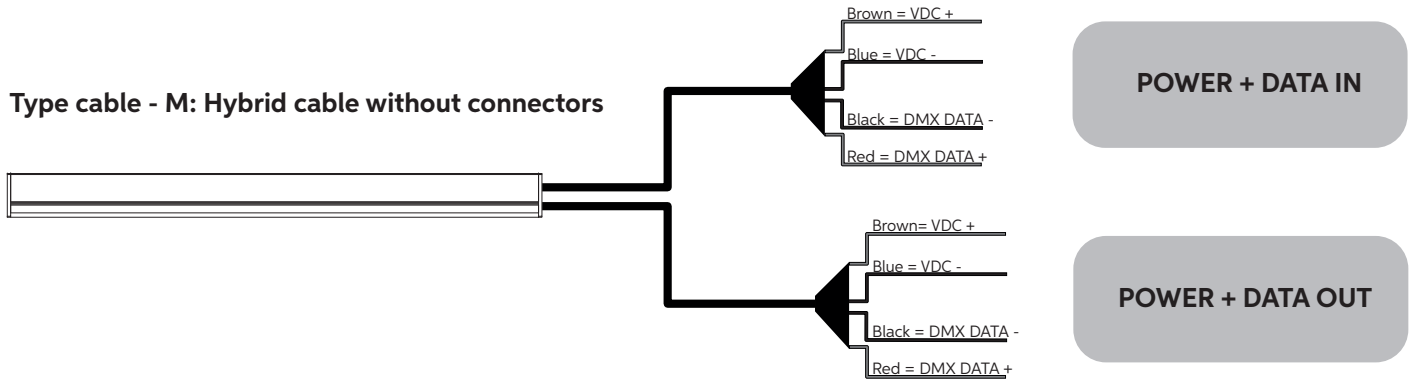 Type cable - M: Hybrid cable without connectors
Brown = VDC +
Blue = VDC -
Black = DMX DATA -
Red = DMX DATA +
POWER + DATA IN
Brown= VDC +
Blue = VDC -
Black = DMX DATA -
Red = DMX DATA +
POWER + DATA OUT